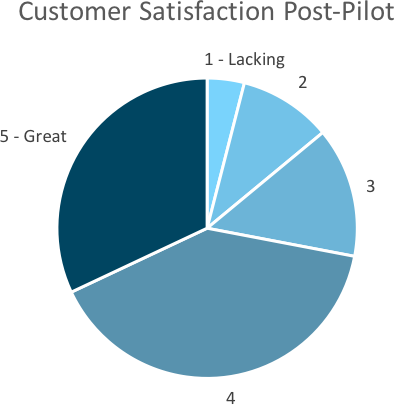 Customer Satisfaction Post-Pilot
1 - Lacking
2
5 - Great
3
4